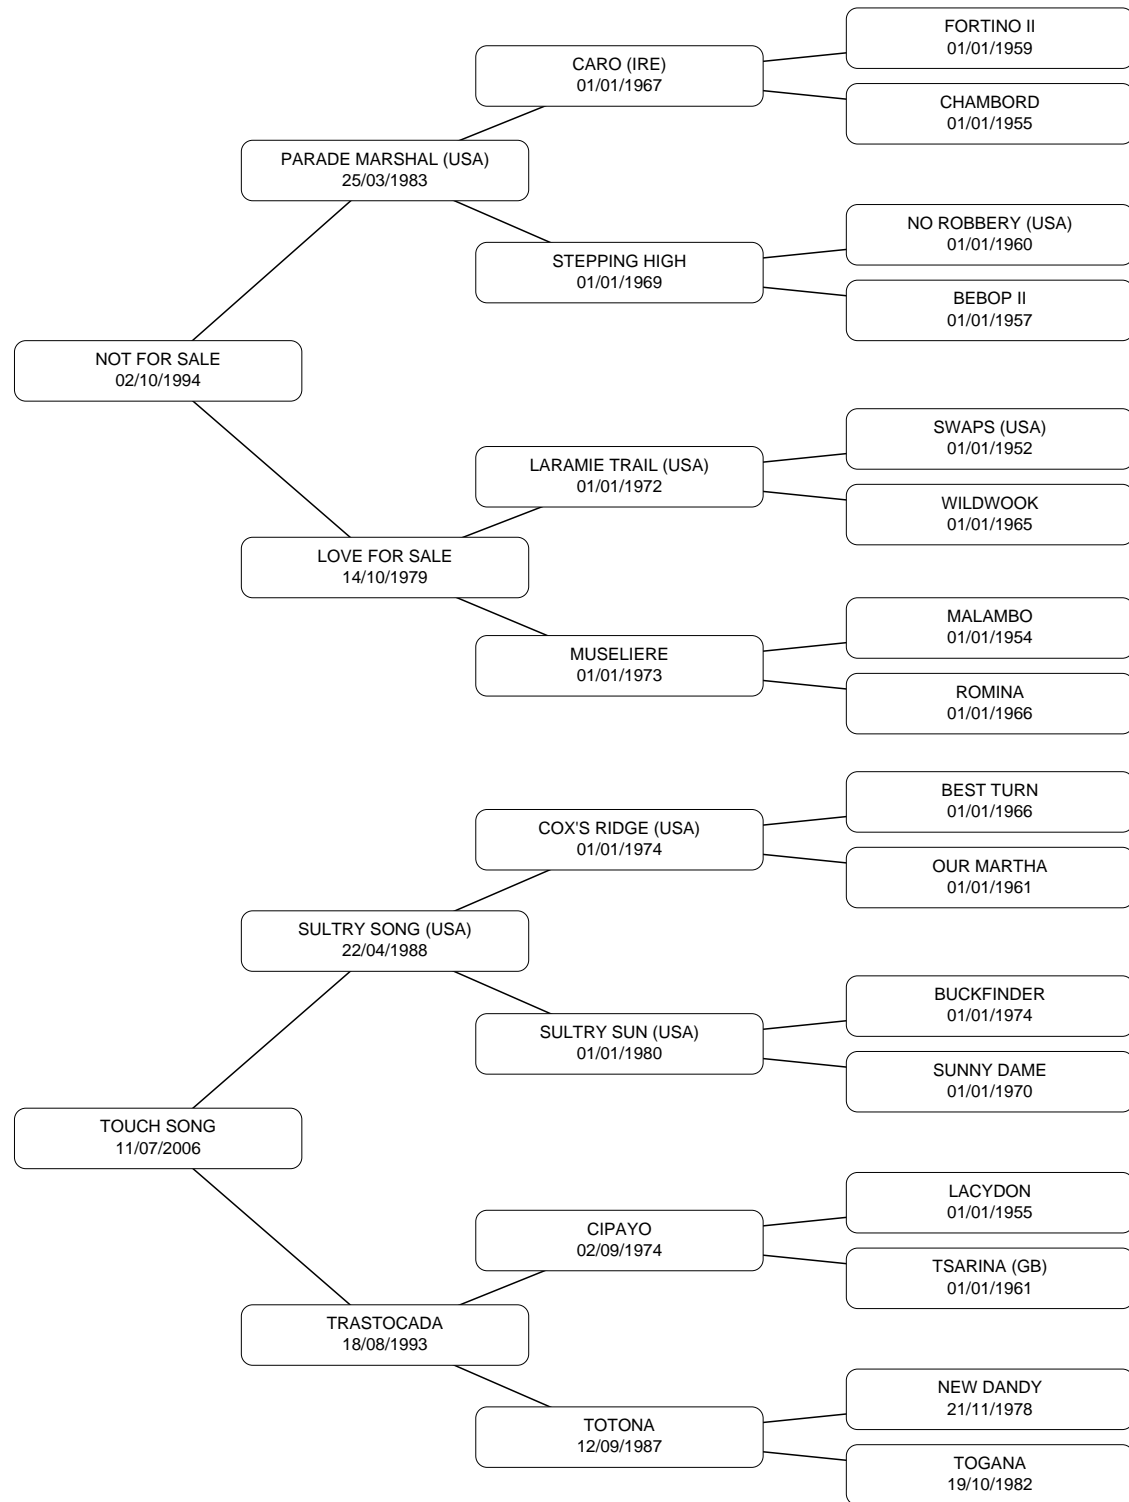 FORTINO II
01/01/1959
CARO (IRE)
01/01/1967
CHAMBORD
01/01/1955
PARADE MARSHAL (USA)
25/03/1983
NO ROBBERY (USA)
01/01/1960
STEPPING HIGH
01/01/1969
BEBOP II
01/01/1957
NOT FOR SALE
02/10/1994
SWAPS (USA)
01/01/1952
LARAMIE TRAIL (USA)
01/01/1972
WILDWOOK
01/01/1965
LOVE FOR SALE
14/10/1979
MALAMBO
01/01/1954
MUSELIERE
01/01/1973
ROMINA
01/01/1966
BEST TURN
01/01/1966
COX'S RIDGE (USA)
01/01/1974
OUR MARTHA
01/01/1961
SULTRY SONG (USA)
22/04/1988
BUCKFINDER
01/01/1974
SULTRY SUN (USA)
01/01/1980
SUNNY DAME
01/01/1970
TOUCH SONG
11/07/2006
LACYDON
01/01/1955
CIPAYO
02/09/1974
TSARINA (GB)
01/01/1961
TRASTOCADA
18/08/1993
NEW DANDY
21/11/1978
TOTONA
12/09/1987
TOGANA
19/10/1982